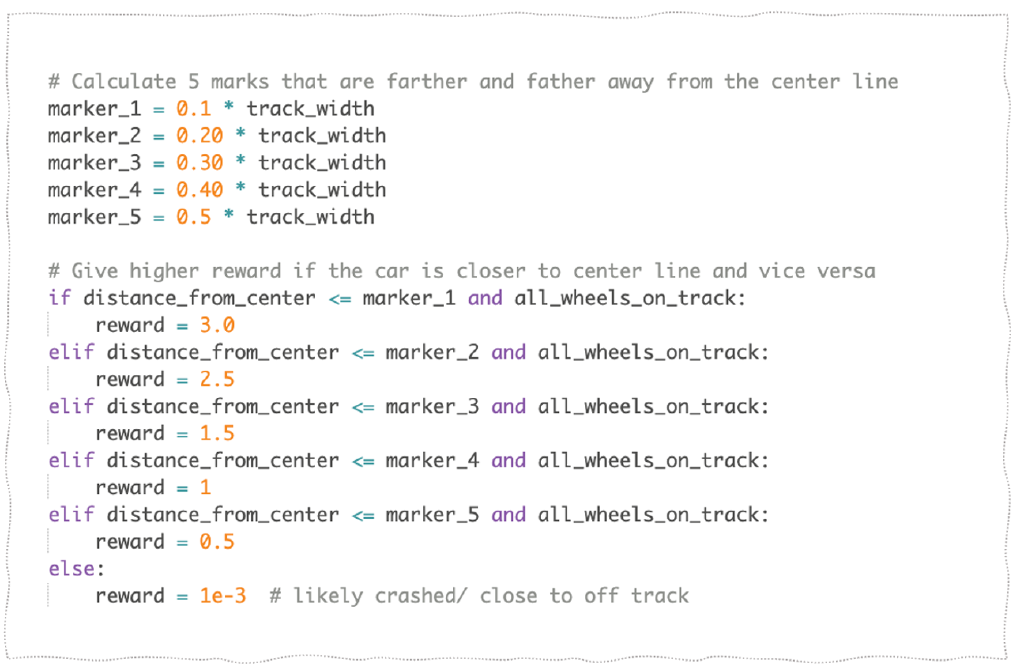 # Calculate 5 marks that are farther and father away from the center line
marker_1 = 0.1 * track_width
marker_2 = 0.20 * track_width
marker_3 = 0.30 * track_width
marker_4 = 0.40 * track_width
marker_5 = 0.5 * track_width

# Give higher reward if the car is closer to center line and vice versa
if distance_from_center <= marker_1 and all_wheels_on_track:
    reward = 3.0
elif distance_from_center <= marker_2 and all_wheels_on_track:
    reward = 2.5
elif distance_from_center <= marker_3 and all_wheels_on_track:
    reward = 1.5
elif distance_from_center <= marker_4 and all_wheels_on_track:
    reward = 1
elif distance_from_center <= marker_5 and all_wheels_on_track:
    reward = 0.5
else:
    reward = 1e-3  # likely crashed/ close to off track